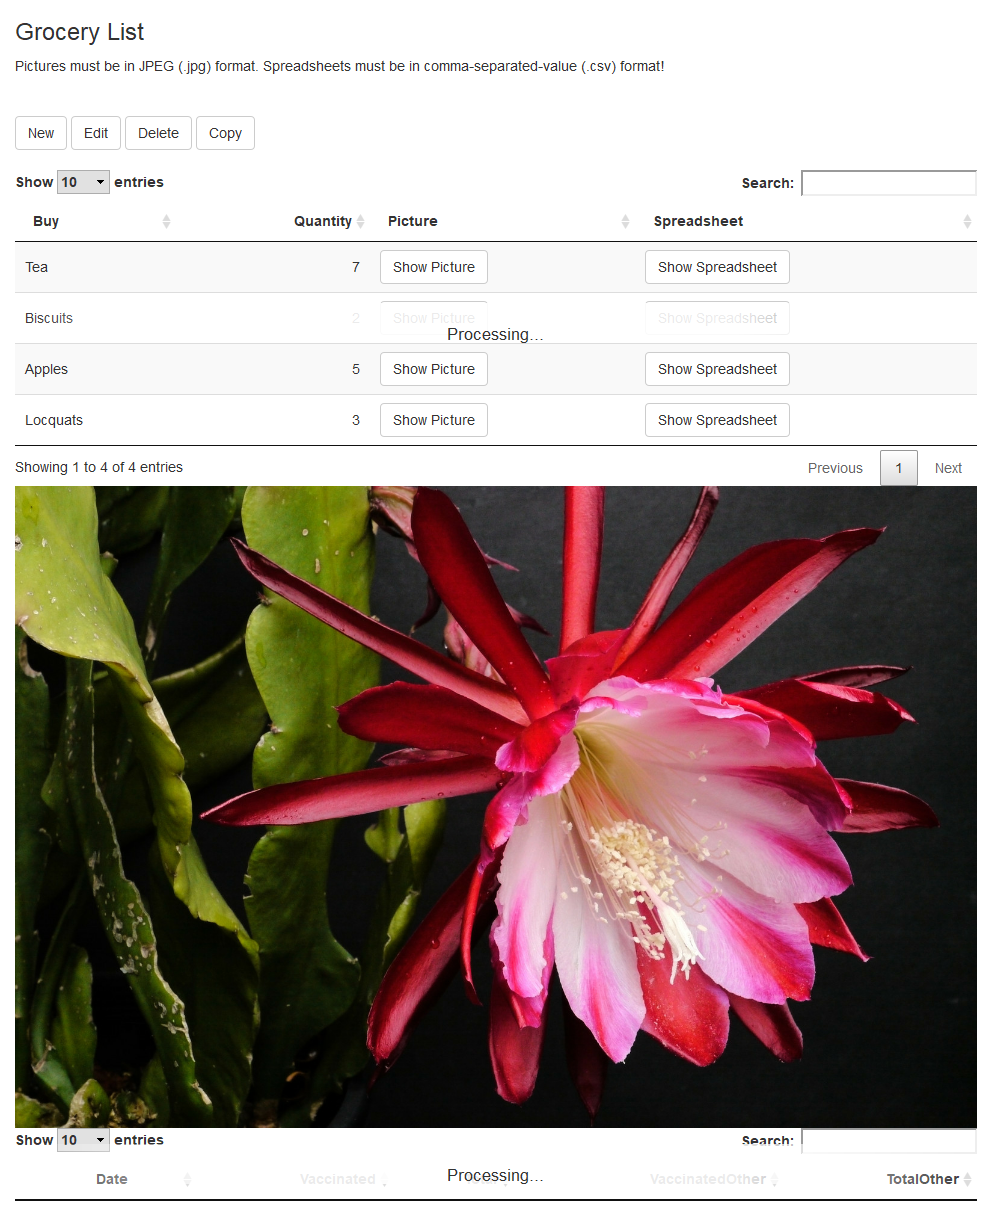 Grocery List
Pictures must be in JPEG (.jpg) format. Spreadsheets must be in comma-separated-value (.csv) format!
New Edit Delete Copy
Show 10 entries Search:
Buy Quantity Picture Spreadsheet
Tea 7 Show Picture Show Spreadsheet
Biscuits 2 Show Picture Show Spreadsheet
Processing...
Apples 5 Show Picture Show Spreadsheet
Locquats 3 Show Picture Show Spreadsheet
Showing 1 to 4 of 4 entries Previous 1 Next
Show 10 entries Search:
Date Vaccinated Processing... VaccinatedOther TotalOther